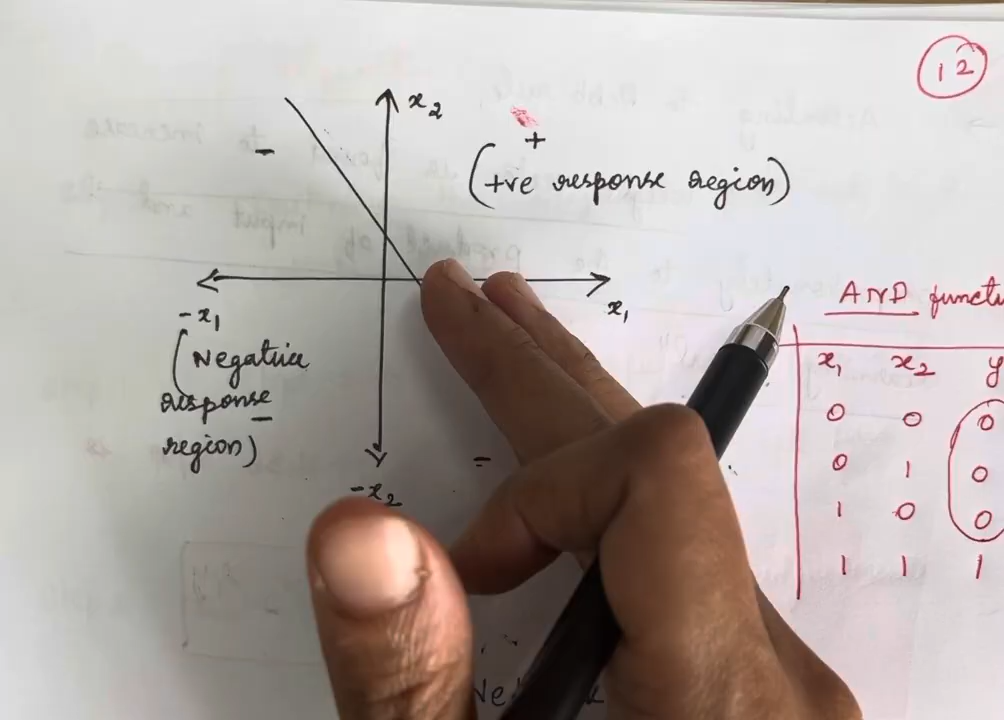 12
x2
-
+
(+ve response region)
x1
-x1
(Negative
response
-
region)
-x2
-
AND
x1 x2 y
0 0 0
0 1 0
1 0 0
1 1 1